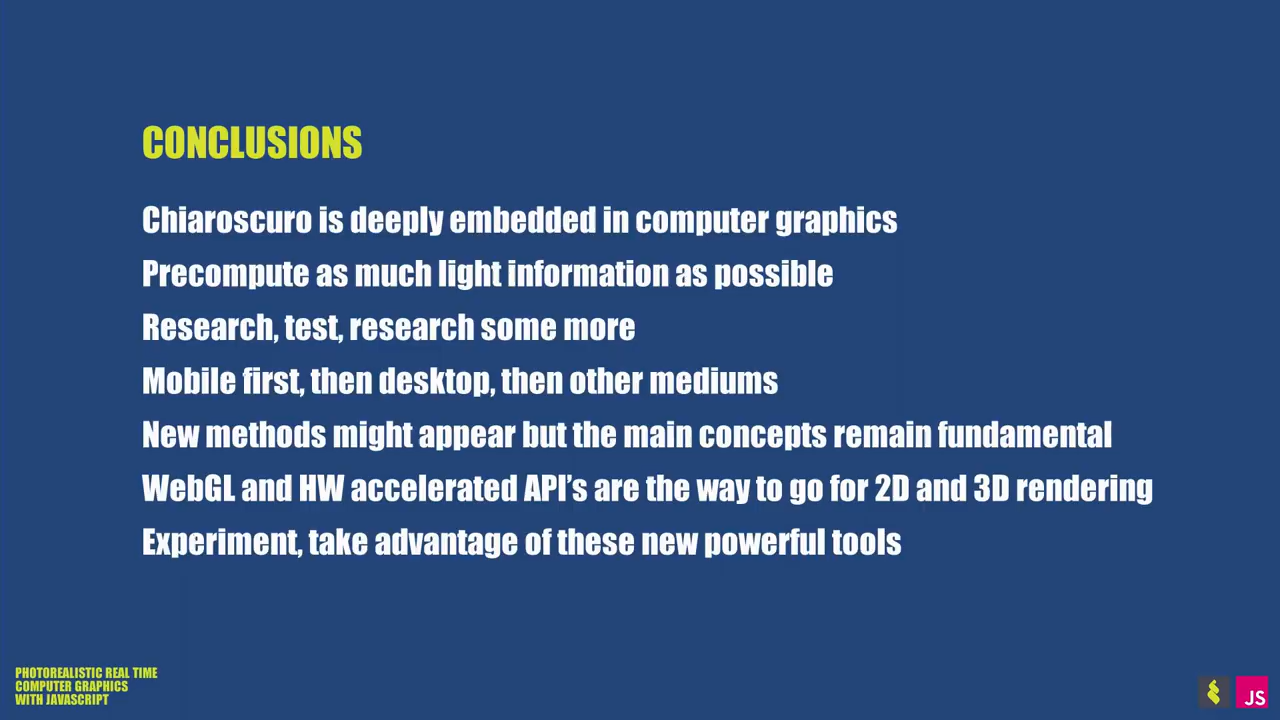 CONCLUSIONS
Chiaroscuro is deeply embedded in computer graphics
Precompute as much light information as possible
Research, test, research some more
Mobile first, then desktop, then other mediums
New methods might appear but the main concepts remain fundamental
WebGL and HW accelerated API’s are the way to go for 2D and 3D rendering
Experiment, take advantage of these new powerful tools
PHOTOREALISTIC REAL TIME
COMPUTER GRAPHICS
WITH JAVASCRIPT
JS